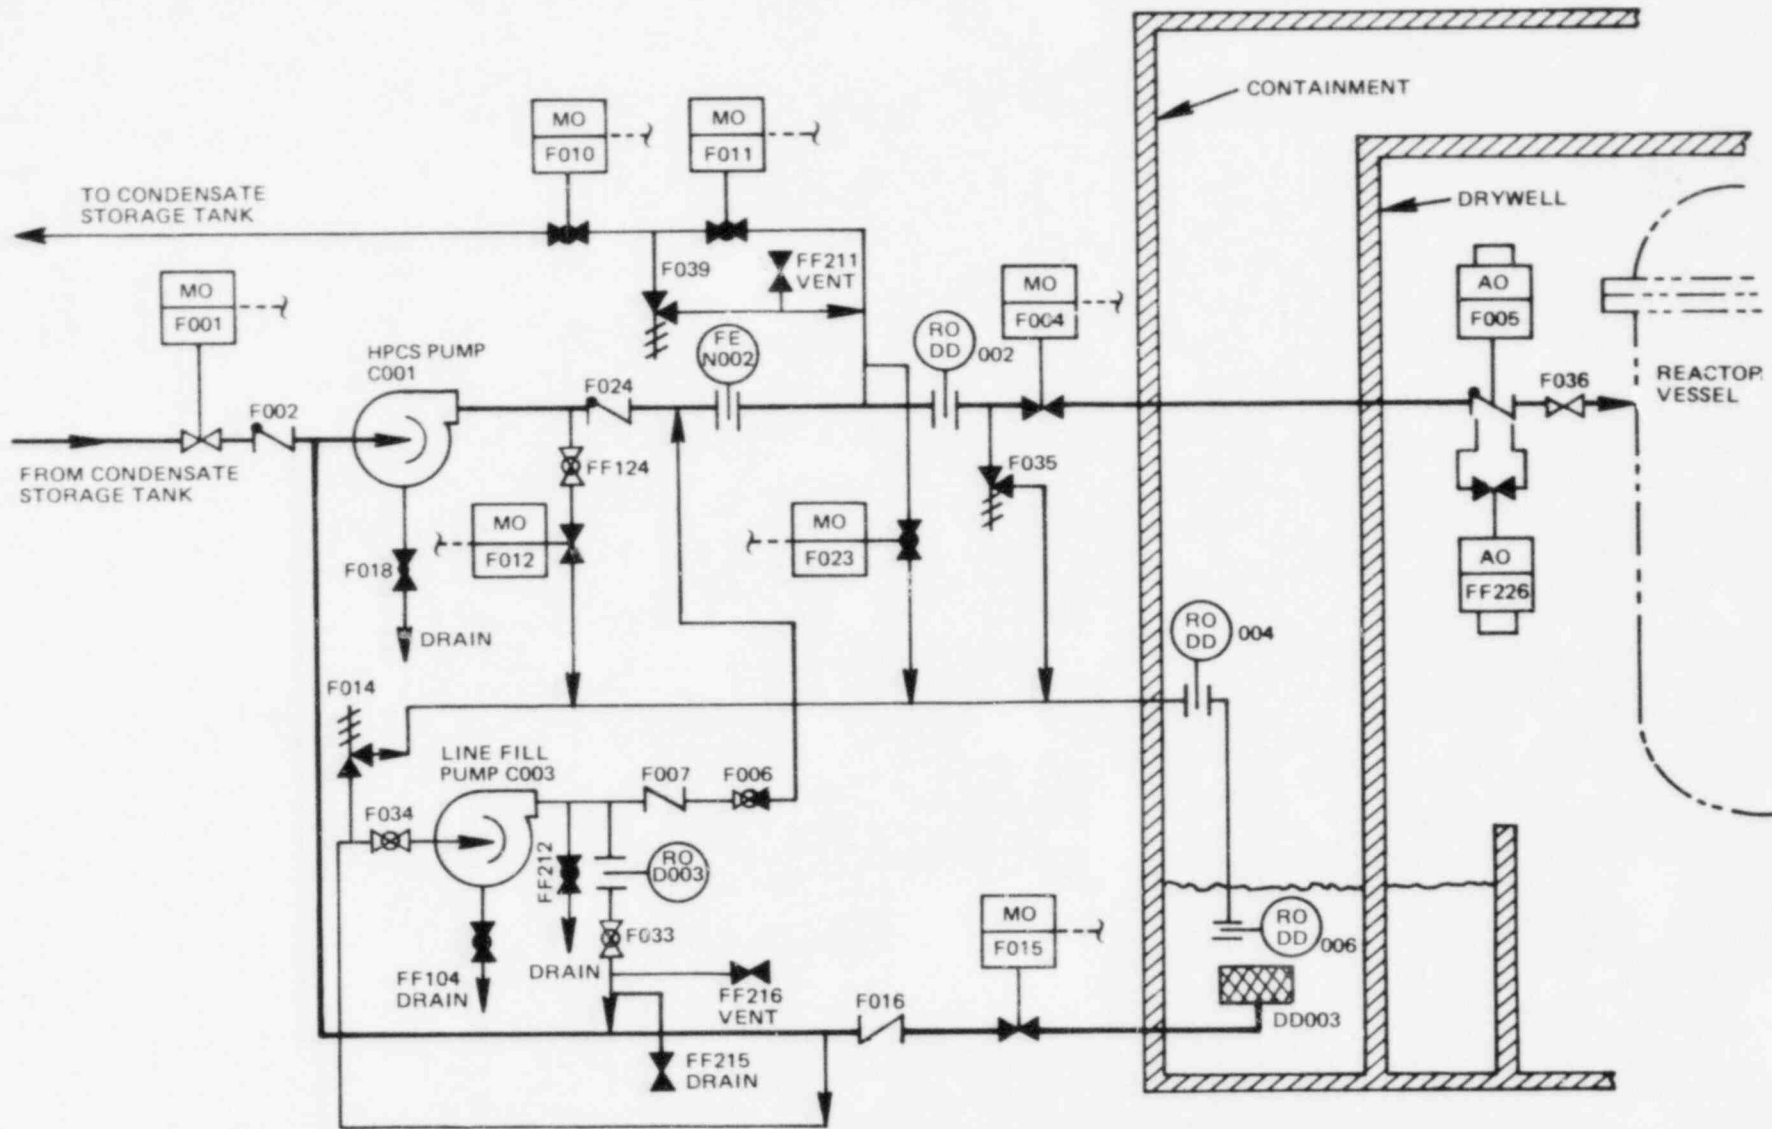 CONTAINMENT
MO
F010
MO
F011
TO CONDENSATE
STORAGE TANK
DRYWELL
MO
F001
F039
FF211
VENT
MO
F004
AO
F005
HPCS PUMP
C001
FE
N002
RO
DD
002
F002
F024
F036
REACTOR
VESSEL
FROM CONDENSATE
STORAGE TANK
FF124
F035
MO
F012
MO
F023
F018
AO
FF226
DRAIN
RO
DD
004
F014
LINE FILL
PUMP C003
F007
F006
F034
FF212
RO
D003
F033
MO
F015
RO
DD
006
DRAIN
FF104
DRAIN
FF216
VENT
F016
DD003
FF215
DRAIN